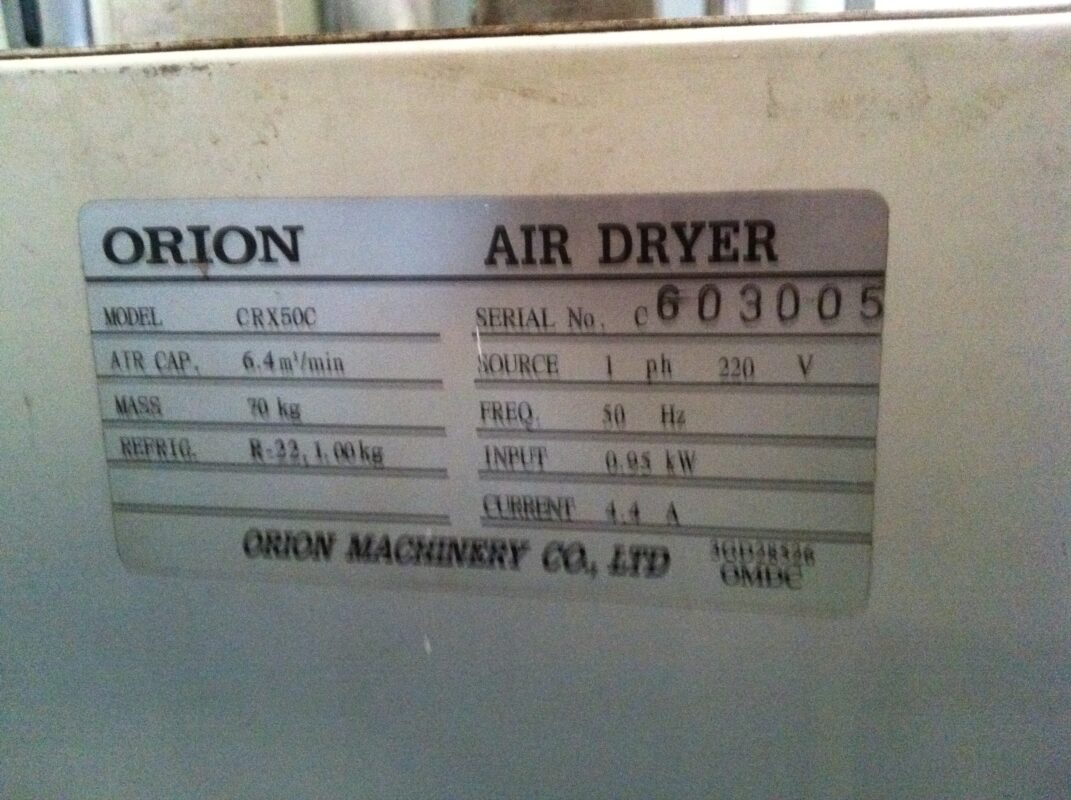 ORION AIR DRYER
MODEL CRX50C SERIAL No. C 603005
AIR CAP. 6.4m³/min SOURCE 1 ph 220 V
MASS 70 kg FREQ. 50 Hz
REFRIG. R-22, 1.00kg INPUT 0.95 kW
CURRENT 4.4 A
ORION MACHINERY CO., LTD
OMDC